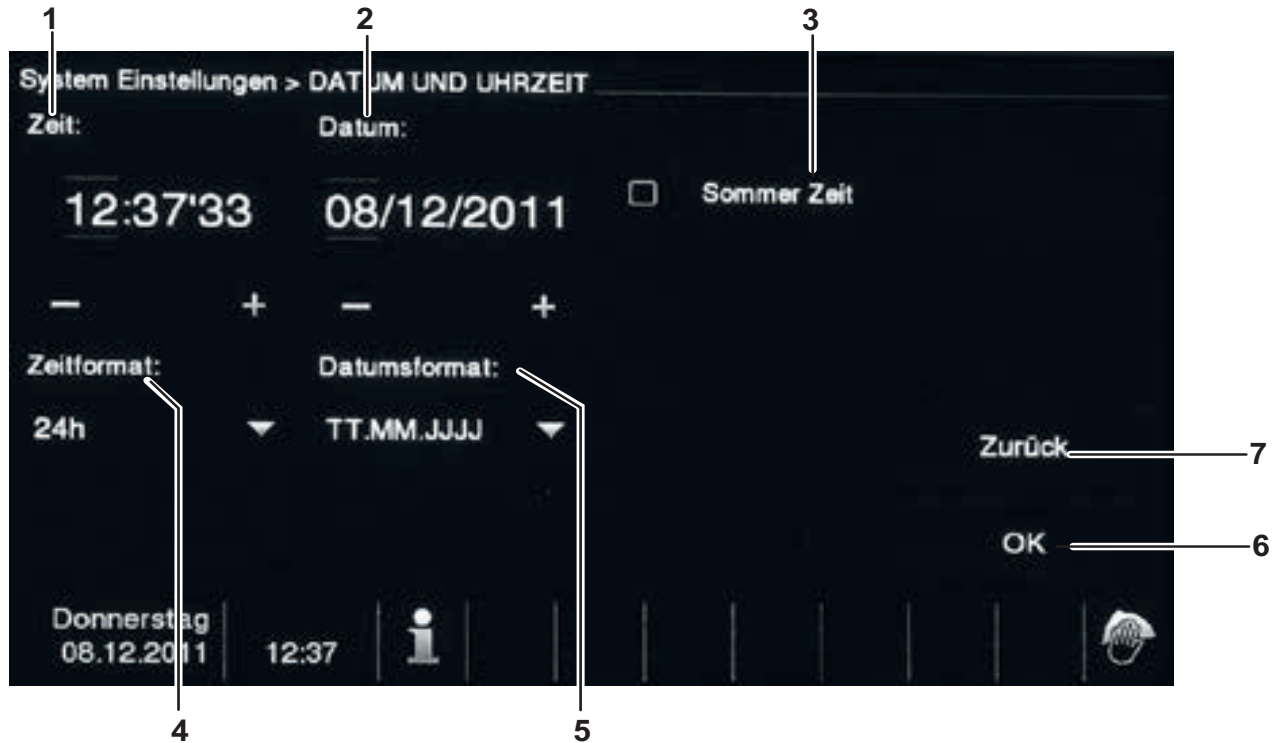 1 2 3
System Einstellungen > DATUM UND UHRZEIT
Zeit: Datum:
12:37'33 08/12/2011 Sommer Zeit
− + − +
Zeitformat: Datumsformat:
24h TT.MM.JJJJ
Zurück 7
OK 6
Donnerstag
08.12.2011 12:37 i
4 5